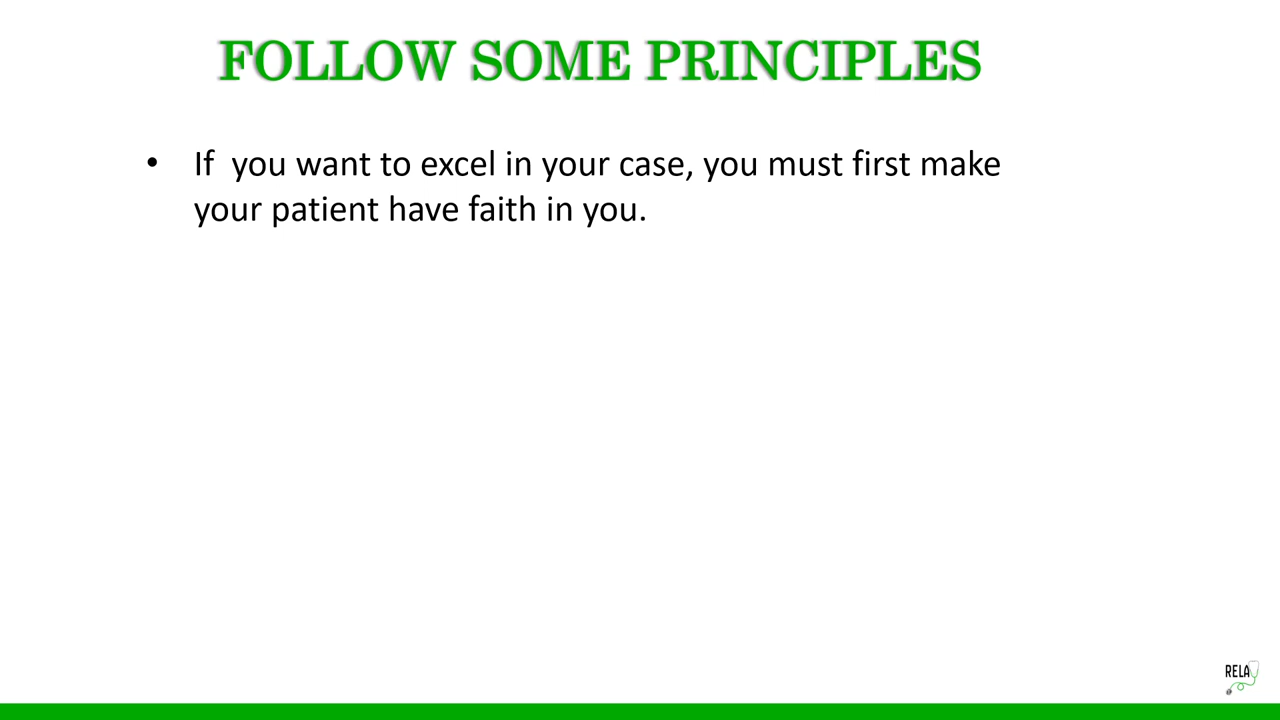 FOLLOW SOME PRINCIPLES
• If  you want to excel in your case, you must first make
your patient have faith in you.
RELAY